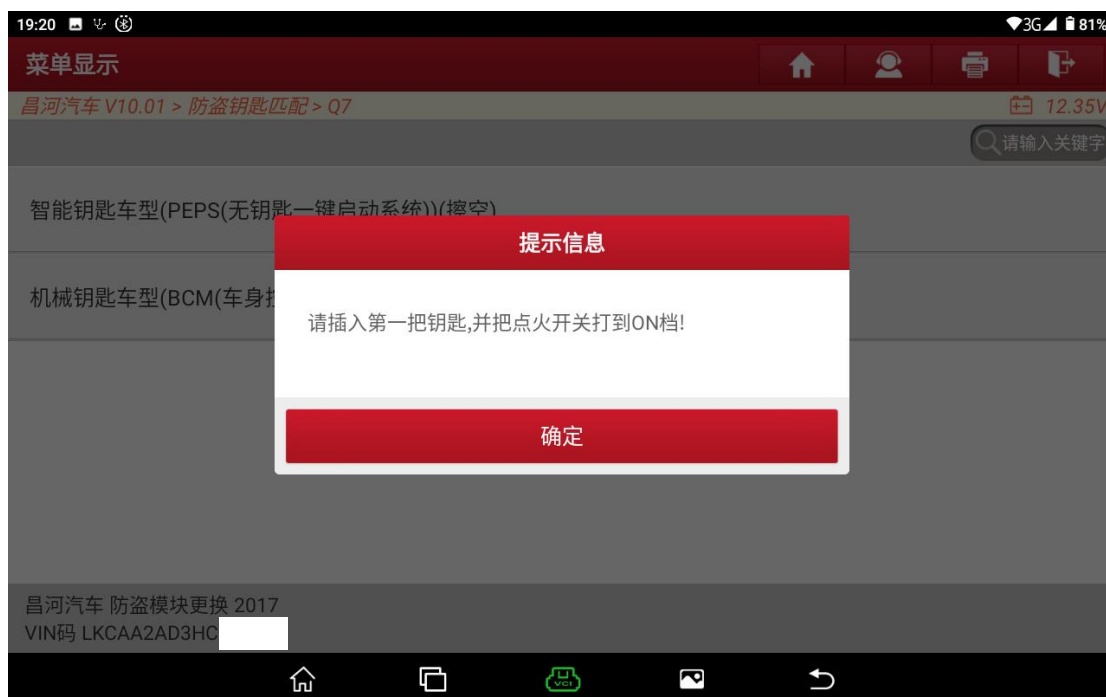 19:20
3G 81%
菜单显示
昌河汽车 V10.01 > 防盗钥匙匹配 > Q7
12.35V
请输入关键字
智能钥匙车型(PEPS(无钥匙一键启动系统))(擦空)
提示信息
机械钥匙车型(BCM(车身
请插入第一把钥匙,并把点火开关打到ON档!
确定
昌河汽车 防盗模块更换 2017
VIN码 LKCAA2AD3HC
VCI